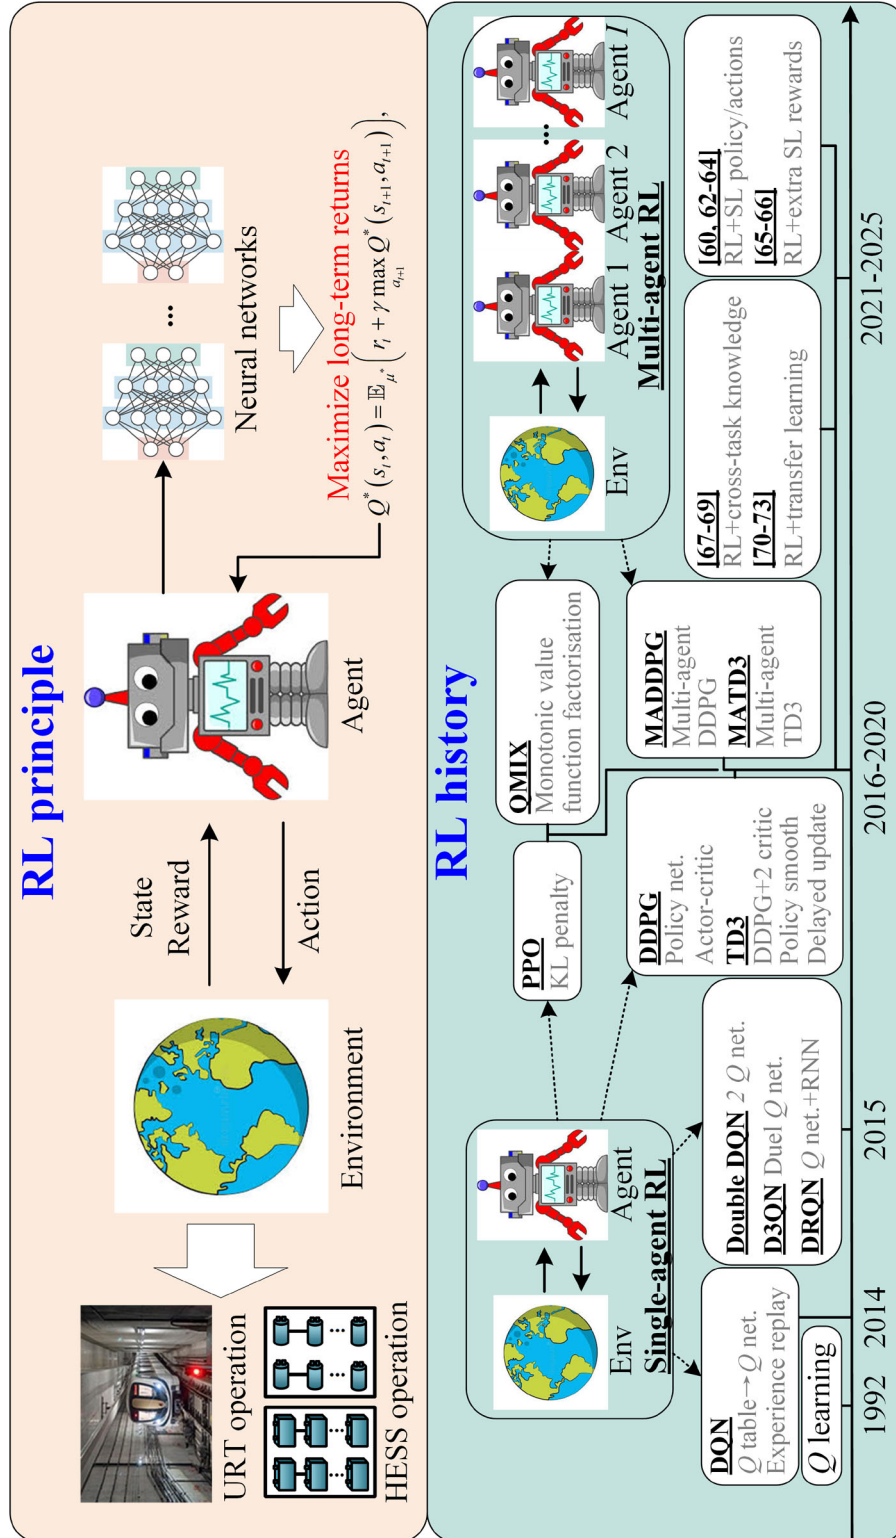 RL principle
URT operation
HESS operation
Environment
State
Reward
Action
Agent
...
Neural networks
Maximize long-term returns
Q*(s_t, a_t) = 𝔼_μ* ( r_t + γ max_{a_{t+1}} Q*(s_{t+1}, a_{t+1}) ),
RL history
Env
Agent
Single-agent RL
Env
Agent 1
Agent 2
...
Agent I
Multi-agent RL
PPO
KL penalty
QMIX
Monotonic value
function factorisation
DQN
Q table→Q net.
Experience replay
Q learning
Double DQN 2 Q net.
D3QN Duel Q net.
DRQN Q net.+RNN
DDPG
Policy net.
Actor-critic
TD3
DDPG+2 critic
Policy smooth
Delayed update
MADDPG
Multi-agent
DDPG
MATD3
Multi-agent
TD3
[67-69]
RL+cross-task knowledge
[70-73]
RL+transfer learning
[60, 62-64]
RL+SL policy/actions
[65-66]
RL+extra SL rewards
1992
2014
2015
2016-2020
2021-2025